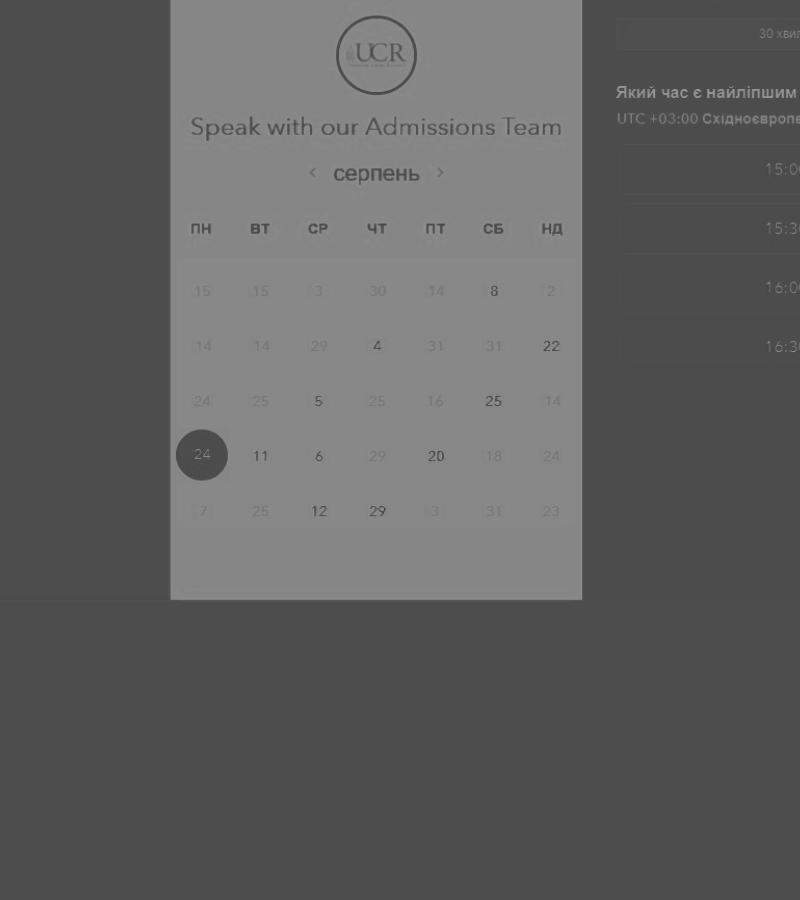 UCR
Speak with our Admissions Team
серпень
ПН ВТ СР ЧТ ПТ СБ НД
15 15 3 30 14 8 2
14 14 29 4 31 31 22
24 25 5 25 16 25 14
24 11 6 29 20 18 24
7 25 12 29 3 31 23
30
Який час є найліпшим
UTC +03:00
15:0
15:3
16:0
16:3